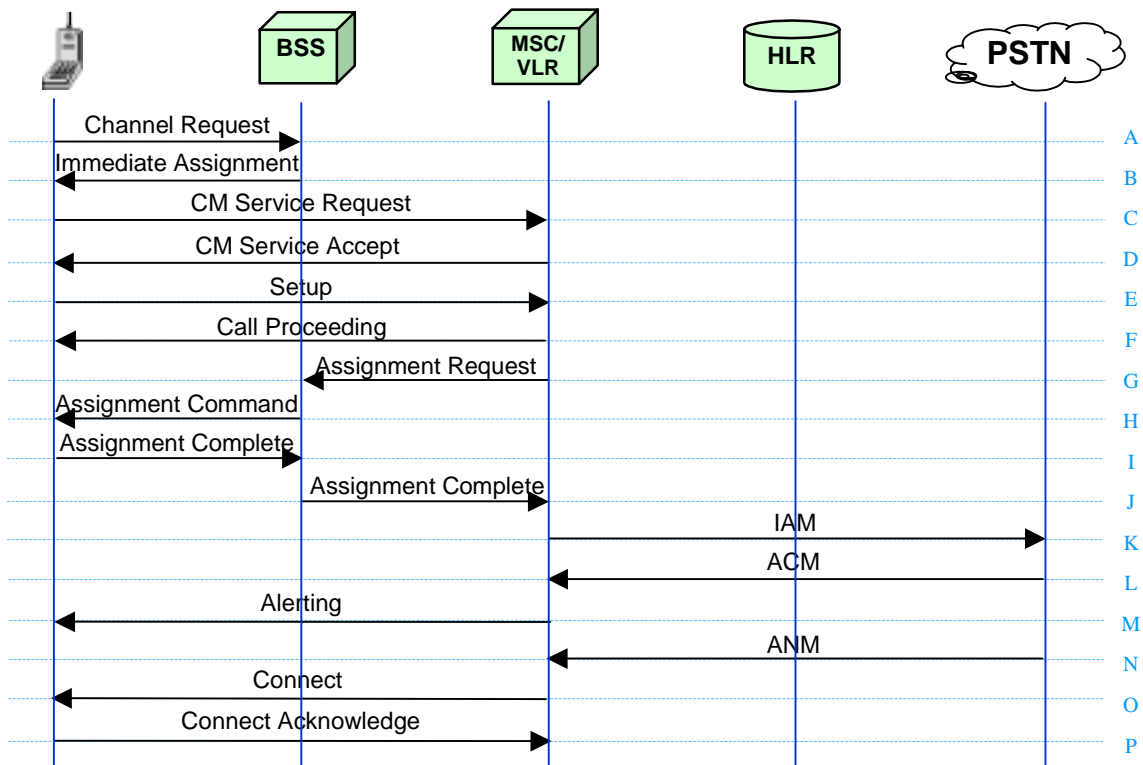 BSS
MSC/
VLR
HLR
PSTN
Channel Request
A
Immediate Assignment
B
CM Service Request
C
CM Service Accept
D
Setup
E
Call Proceeding
F
Assignment Request
G
Assignment Command
H
Assignment Complete
I
Assignment Complete
J
IAM
K
ACM
L
Alerting
M
ANM
N
Connect
O
Connect Acknowledge
P